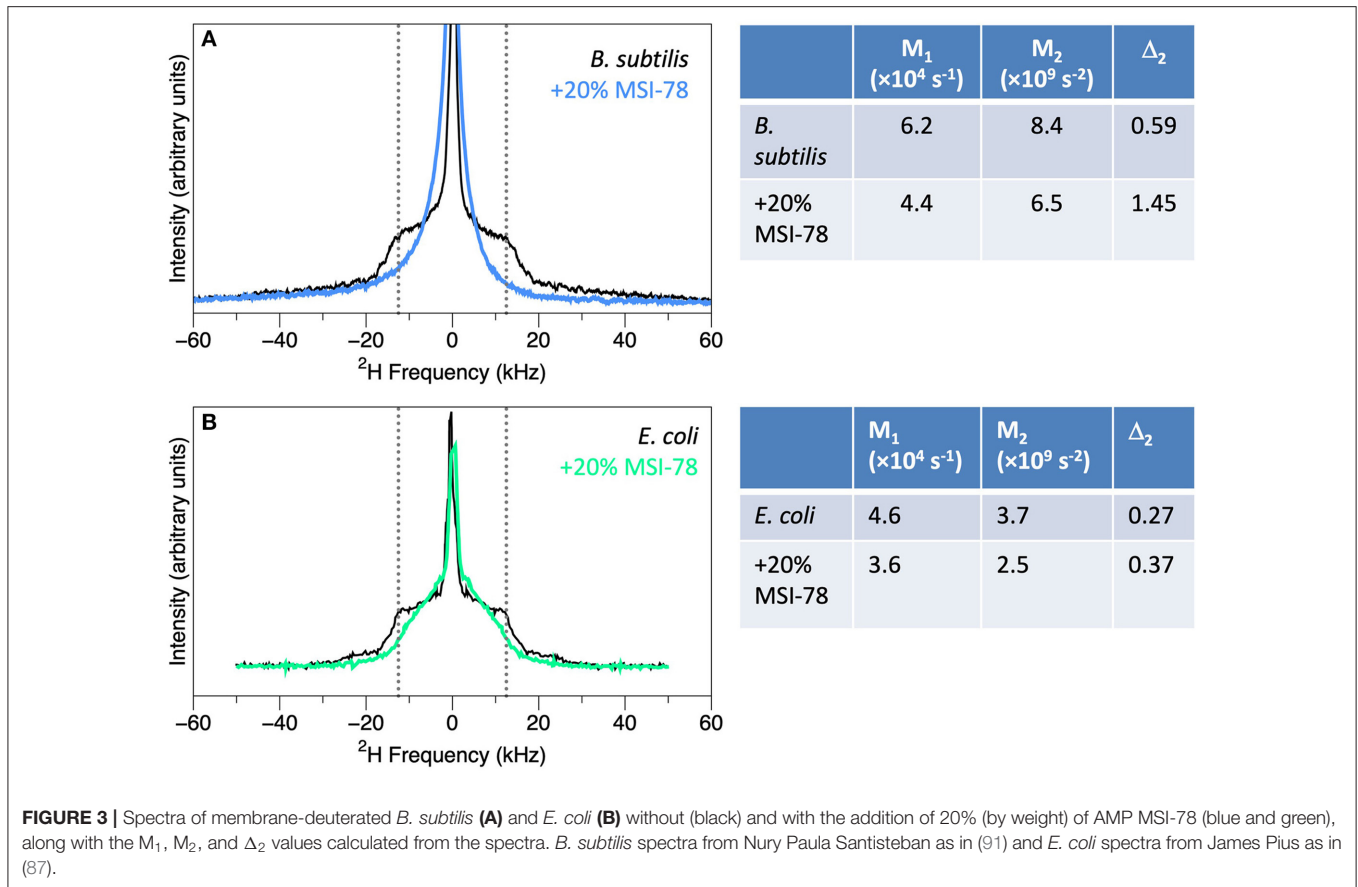 A
B. subtilis
+20% MSI-78
Intensity (arbitrary units)
−60 −40 −20 0 20 40 60
²H Frequency (kHz)
M₁ (×10⁴ s⁻¹) M₂ (×10⁹ s⁻²) Δ₂
B. subtilis 6.2 8.4 0.59
+20% MSI-78 4.4 6.5 1.45
B
E. coli
+20% MSI-78
Intensity (arbitrary units)
−60 −40 −20 0 20 40 60
²H Frequency (kHz)
M₁ (×10⁴ s⁻¹) M₂ (×10⁹ s⁻²) Δ₂
E. coli 4.6 3.7 0.27
+20% MSI-78 3.6 2.5 0.37
FIGURE 3 | Spectra of membrane-deuterated B. subtilis (A) and E. coli (B) without (black) and with the addition of 20% (by weight) of AMP MSI-78 (blue and green),
along with the M₁, M₂, and Δ₂ values calculated from the spectra. B. subtilis spectra from Nury Paula Santisteban as in (91) and E. coli spectra from James Pius as in
(87).